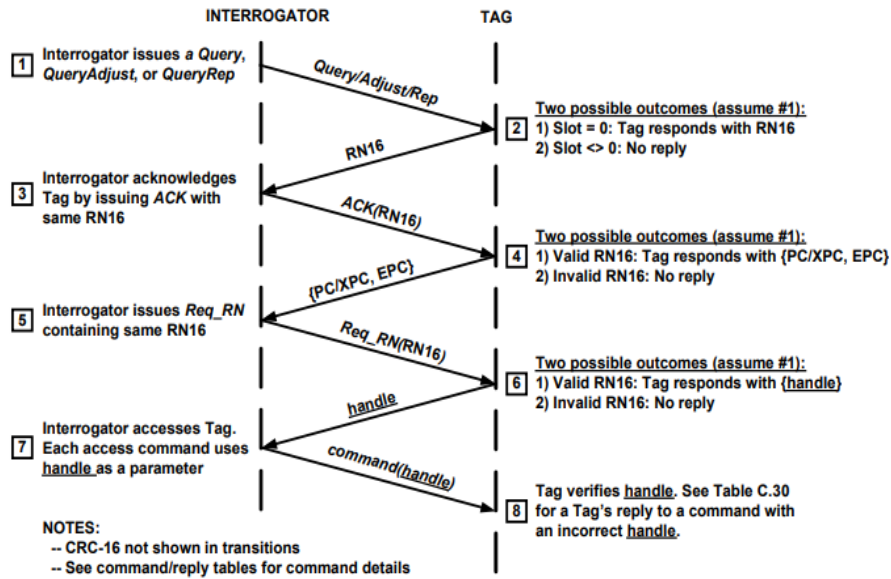 INTERROGATOR
TAG
1
Interrogator issues a Query,
QueryAdjust, or QueryRep
Query/Adjust/Rep
2
Two possible outcomes (assume #1):
1) Slot = 0: Tag responds with RN16
2) Slot <> 0: No reply
RN16
3
Interrogator acknowledges
Tag by issuing ACK with
same RN16
ACK(RN16)
4
Two possible outcomes (assume #1):
1) Valid RN16: Tag responds with {PC/XPC, EPC}
2) Invalid RN16: No reply
{PC/XPC, EPC}
5
Interrogator issues Req_RN
containing same RN16
Req_RN(RN16)
6
Two possible outcomes (assume #1):
1) Valid RN16: Tag responds with {handle}
2) Invalid RN16: No reply
handle
7
Interrogator accesses Tag.
Each access command uses
handle as a parameter
command(handle)
8
Tag verifies handle. See Table C.30
for a Tag's reply to a command with
an incorrect handle.
NOTES:
-- CRC-16 not shown in transitions
-- See command/reply tables for command details